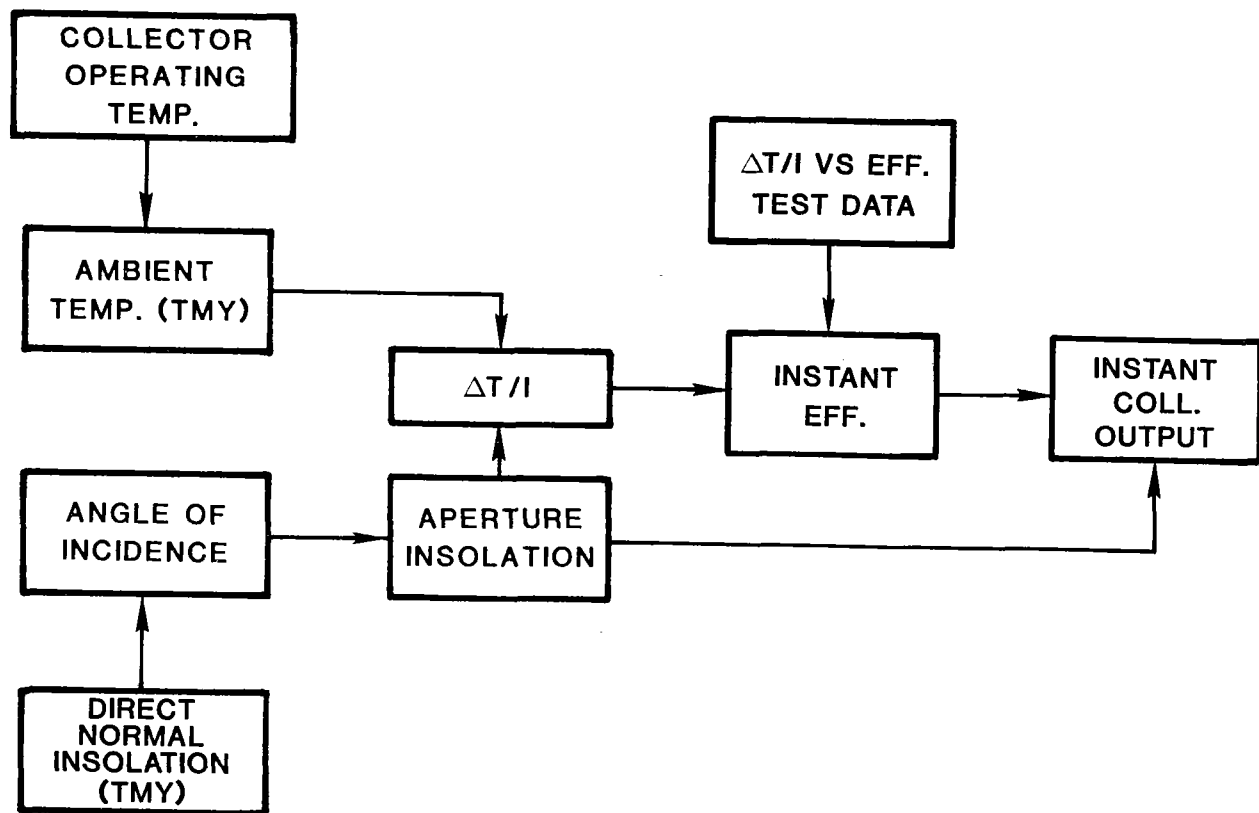 COLLECTOR
OPERATING
TEMP.
ΔT/I VS EFF.
TEST DATA
AMBIENT
TEMP. (TMY)
ΔT/I
INSTANT
EFF.
INSTANT
COLL.
OUTPUT
ANGLE OF
INCIDENCE
APERTURE
INSOLATION
DIRECT
NORMAL
INSOLATION
(TMY)